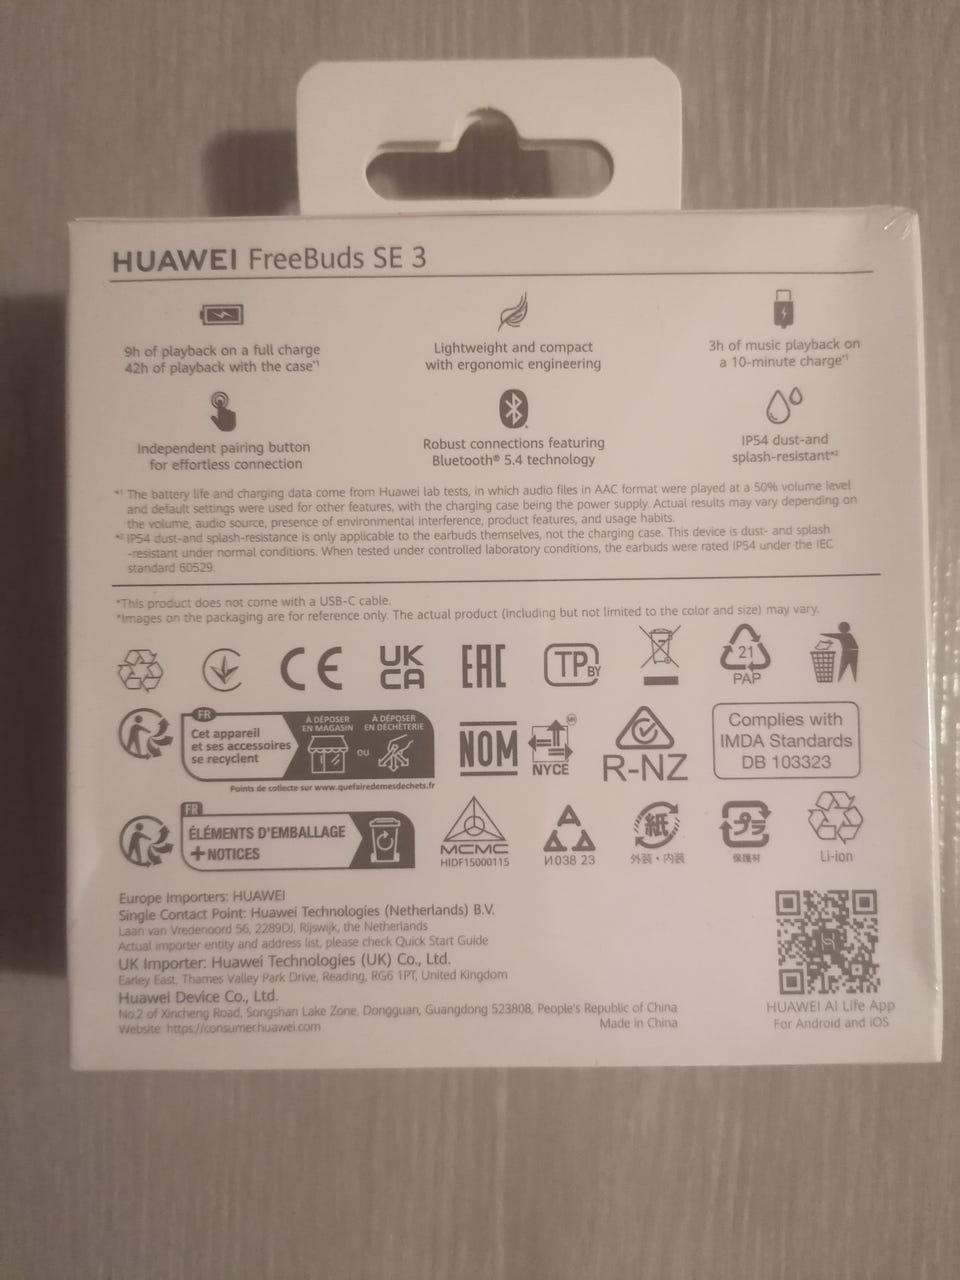 HUAWEI FreeBuds SE 3
9h of playback on a full charge
42h of playback with the case*1
Lightweight and compact
with ergonomic engineering
3h of music playback on
a 10-minute charge*1
Independent pairing button
for effortless connection
Robust connections featuring
Bluetooth® 5.4 technology
IP54 dust-and
splash-resistant*2
*1 The battery life and charging data come from Huawei lab tests, in which audio files in AAC format were played at a 50% volume level
and default settings were used for other features, with the charging case being the power supply. Actual results may vary depending on
the volume, audio source, presence of environmental interference, product features, and usage habits.
*2 IP54 dust-and splash-resistance is only applicable to the earbuds themselves, not the charging case. This device is dust- and splash
-resistant under normal conditions. When tested under controlled laboratory conditions, the earbuds were rated IP54 under the IEC
standard 60529.
*This product does not come with a USB-C cable.
*Images on the packaging are for reference only. The actual product (including but not limited to the color and size) may vary.
CE
UK
CA
EAC
TP BY
21
PAP
FR
Cet appareil
et ses accessoires
se recyclent
À DÉPOSER
EN MAGASIN
OU
À DÉPOSER
EN DÉCHÈTERIE
Points de collecte sur www.quefairedemesdechets.fr
NOM
NYCE
R-NZ
Complies with
IMDA Standards
DB 103323
FR
ÉLÉMENTS D'EMBALLAGE
+ NOTICES
MCMC
HIDF15000115
И038 23
紙
外装・内装
プラ
保護材
Li-ion
Europe Importers: HUAWEI
Single Contact Point: Huawei Technologies (Netherlands) B.V.
Laan van Vredenoord 56, 2289DJ, Rijswijk, the Netherlands
Actual importer entity and address list, please check Quick Start Guide
UK Importer: Huawei Technologies (UK) Co., Ltd.
Earley East, Thames Valley Park Drive, Reading, RG6 1PT, United Kingdom
Huawei Device Co., Ltd.
No.2 of Xincheng Road, Songshan Lake Zone, Dongguan, Guangdong 523808, People's Republic of China
Website: https://consumer.huawei.com
Made in China
HUAWEI AI Life App
For Android and iOS